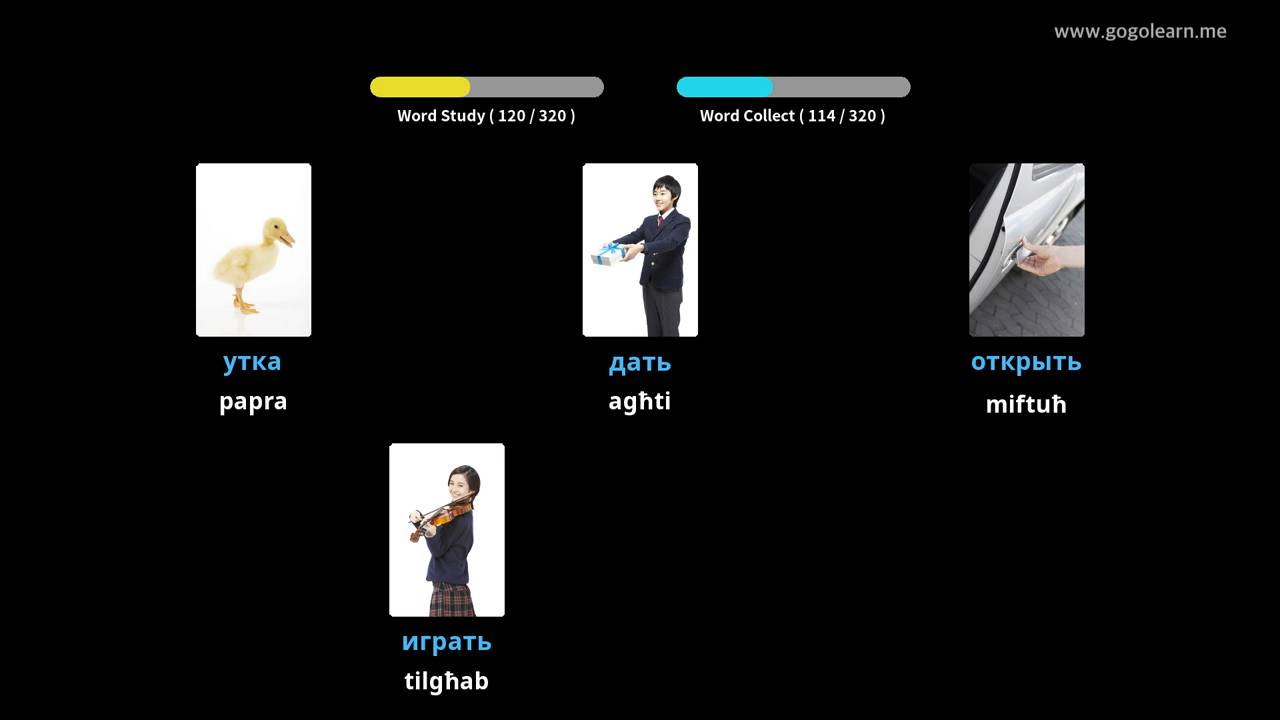 www.gogolearn.me
Word Study ( 120 / 320 )
Word Collect ( 114 / 320 )
утка
papra
дать
agħti
открыть
miftuħ
играть
tilgħab